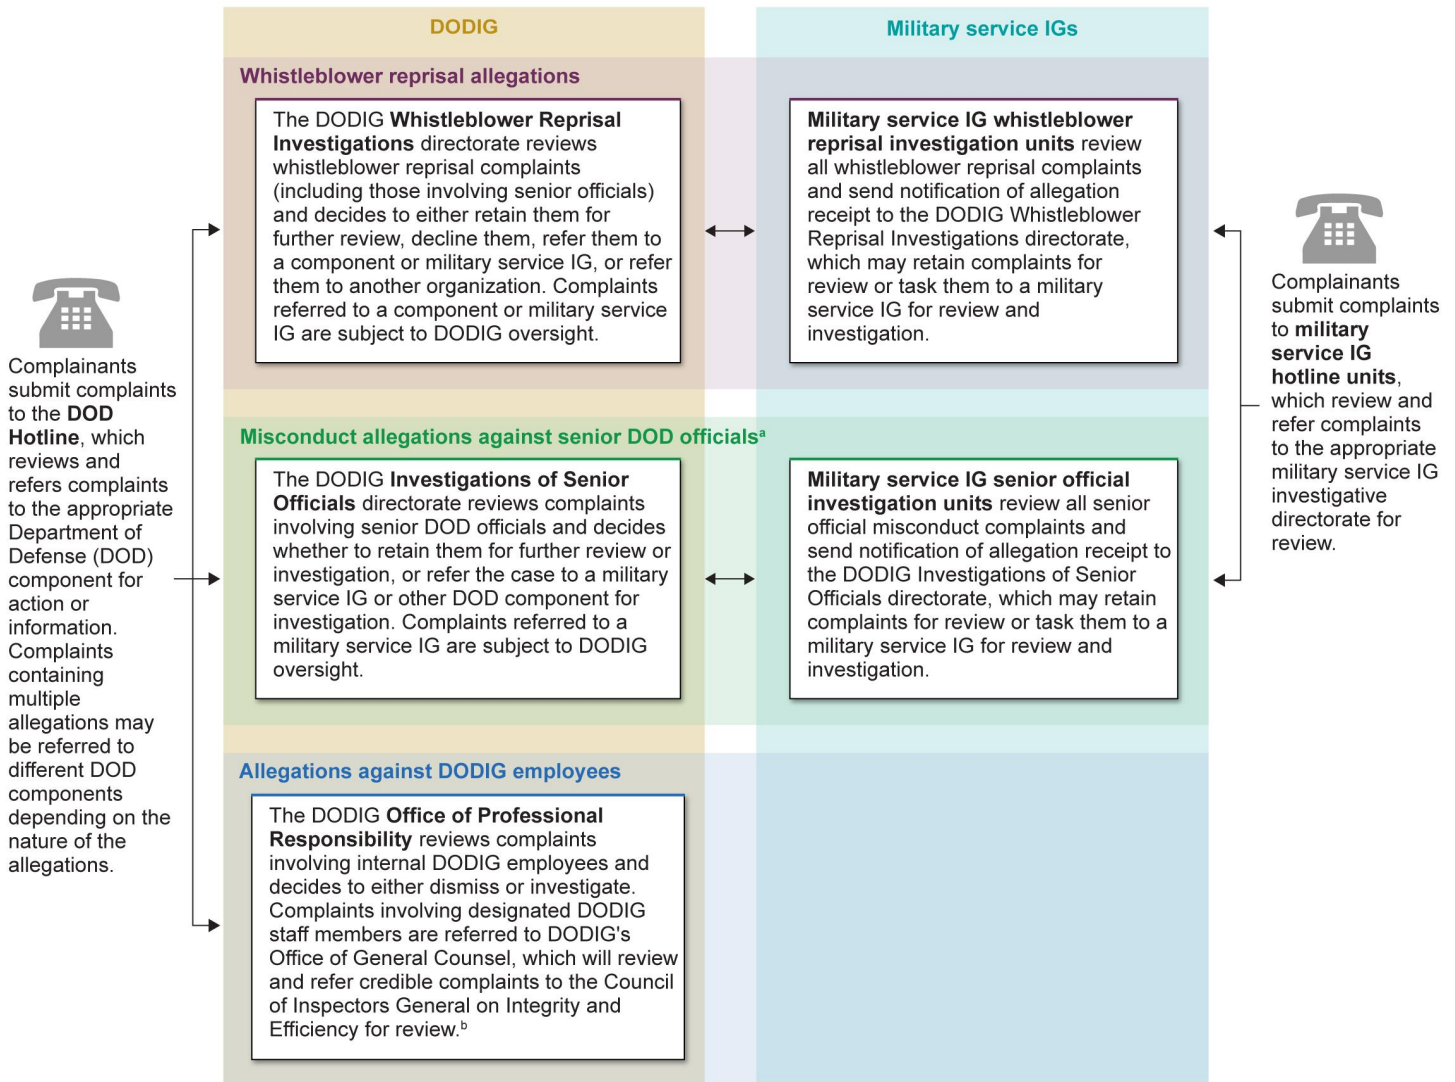 DODIG
Military service IGs
Whistleblower reprisal allegations
The DODIG Whistleblower Reprisal
Investigations directorate reviews
whistleblower reprisal complaints
(including those involving senior officials)
and decides to either retain them for
further review, decline them, refer them to
a component or military service IG, or refer
them to another organization. Complaints
referred to a component or military service
IG are subject to DODIG oversight.
Military service IG whistleblower
reprisal investigation units review
all whistleblower reprisal complaints
and send notification of allegation
receipt to the DODIG Whistleblower
Reprisal Investigations directorate,
which may retain complaints for
review or task them to a military
service IG for review and
investigation.
Complainants
submit complaints
to the DOD
Hotline, which
reviews and
refers complaints
to the appropriate
Department of
Defense (DOD)
component for
action or
information.
Complaints
containing
multiple
allegations may
be referred to
different DOD
components
depending on the
nature of the
allegations.
Complainants
submit complaints
to military
service IG
hotline units,
which review and
refer complaints
to the appropriate
military service IG
investigative
directorate for
review.
Misconduct allegations against senior DOD officialsᵃ
The DODIG Investigations of Senior
Officials directorate reviews complaints
involving senior DOD officials and decides
whether to retain them for further review or
investigation, or refer the case to a military
service IG or other DOD component for
investigation. Complaints referred to a
military service IG are subject to DODIG
oversight.
Military service IG senior official
investigation units review all senior
official misconduct complaints and
send notification of allegation receipt to
the DODIG Investigations of Senior
Officials directorate, which may retain
complaints for review or task them to a
military service IG for review and
investigation.
Allegations against DODIG employees
The DODIG Office of Professional
Responsibility reviews complaints
involving internal DODIG employees and
decides to either dismiss or investigate.
Complaints involving designated DODIG
staff members are referred to DODIG's
Office of General Counsel, which will review
and refer credible complaints to the Council
of Inspectors General on Integrity and
Efficiency for review.ᵇ